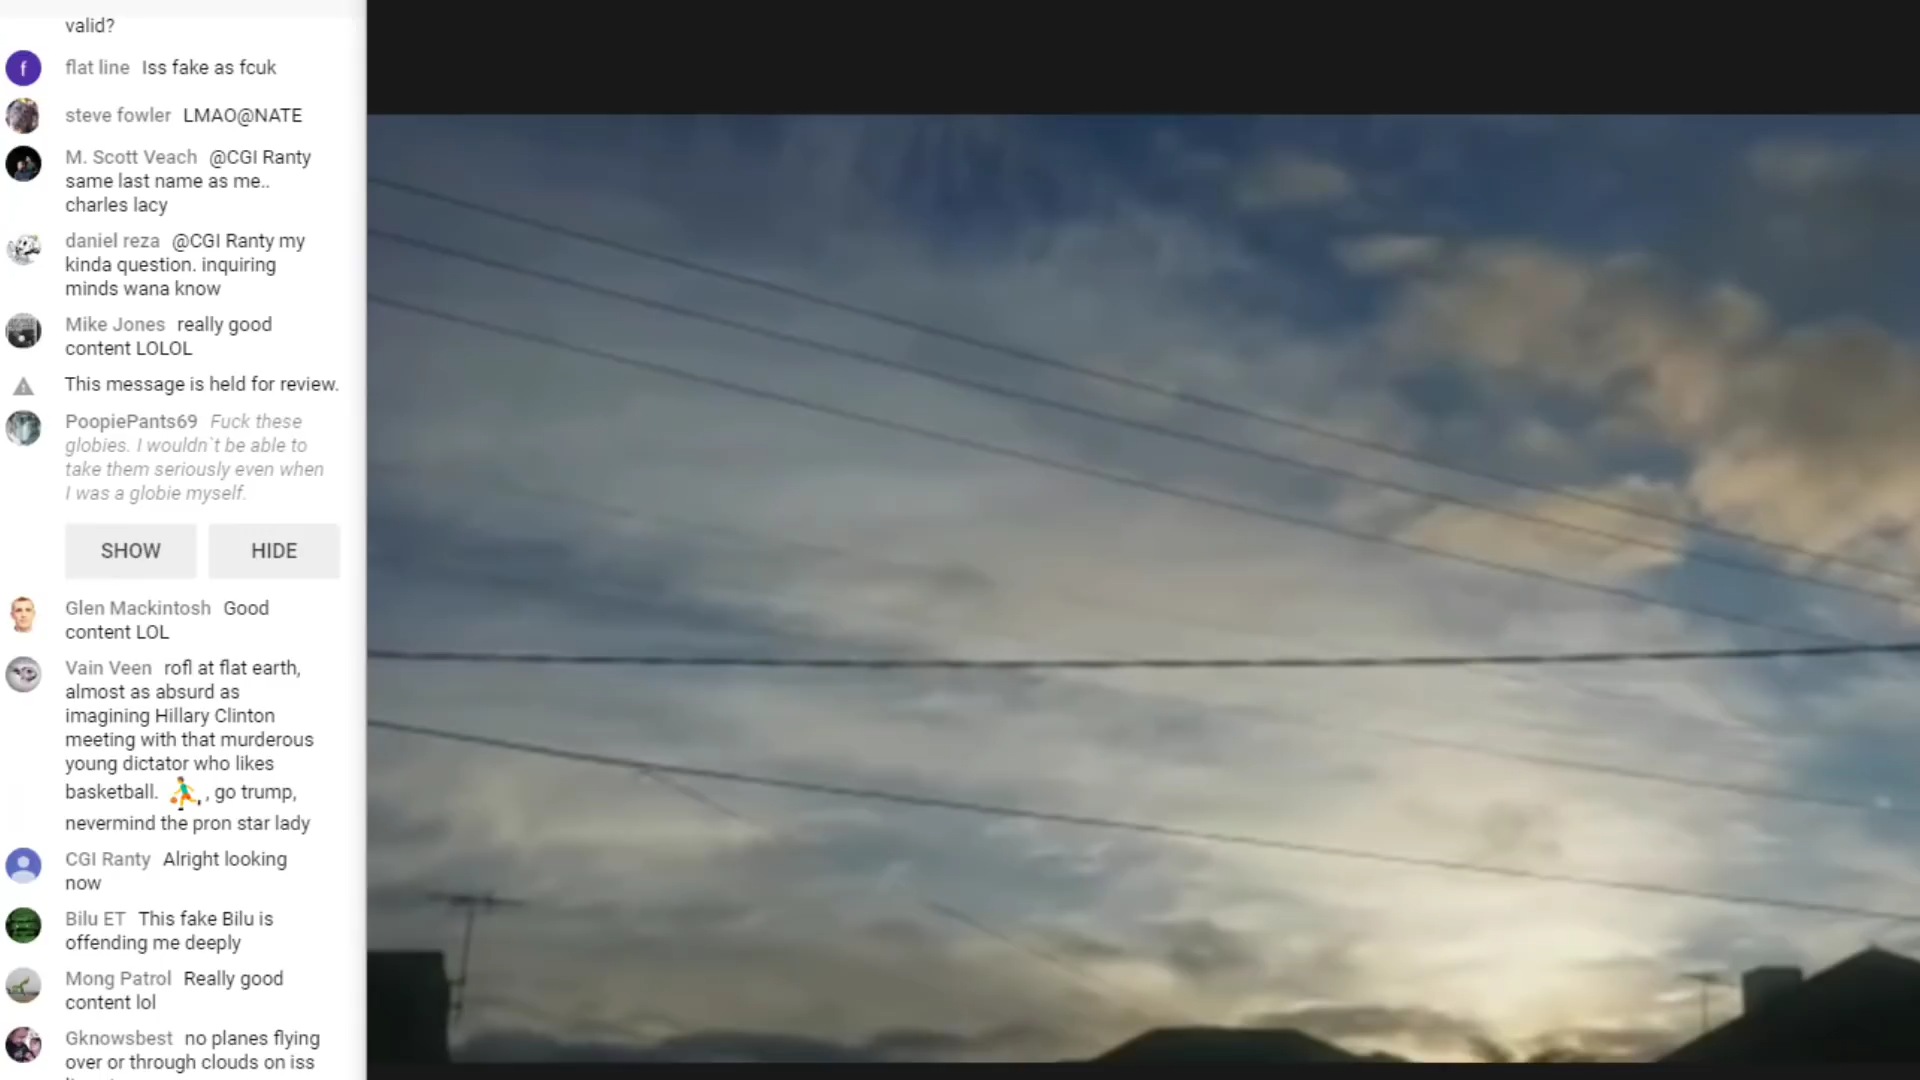 valid?
flat line Iss fake as fcuk
steve fowler LMAO@NATE
M. Scott Veach @CGI Ranty
same last name as me..
charles lacy
daniel reza @CGI Ranty my
kinda question. inquiring
minds wana know
Mike Jones really good
content LOLOL
This message is held for review.
PoopiePants69 Fuck these
globies. I wouldn`t be able to
take them seriously even when
I was a globie myself.
SHOW HIDE
Glen Mackintosh Good
content LOL
Vain Veen rofl at flat earth,
almost as absurd as
imagining Hillary Clinton
meeting with that murderous
young dictator who likes
basketball. , go trump,
nevermind the pron star lady
CGI Ranty Alright looking
now
Bilu ET This fake Bilu is
offending me deeply
Mong Patrol Really good
content lol
Gknowsbest no planes flying
over or through clouds on iss